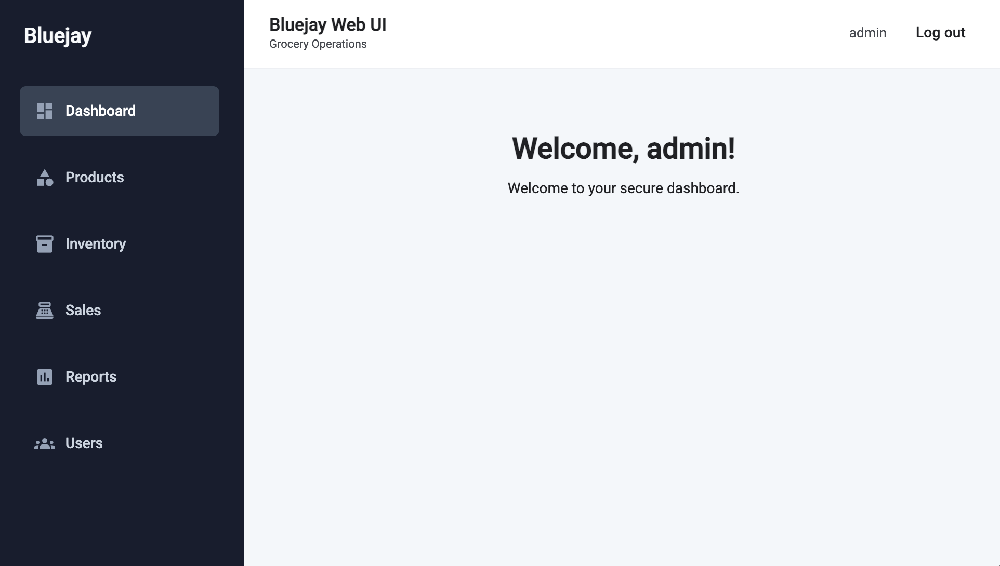 Bluejay
Dashboard
Products
Inventory
Sales
Reports
Users
Bluejay Web UI
Grocery Operations
admin
Log out
Welcome, admin!
Welcome to your secure dashboard.